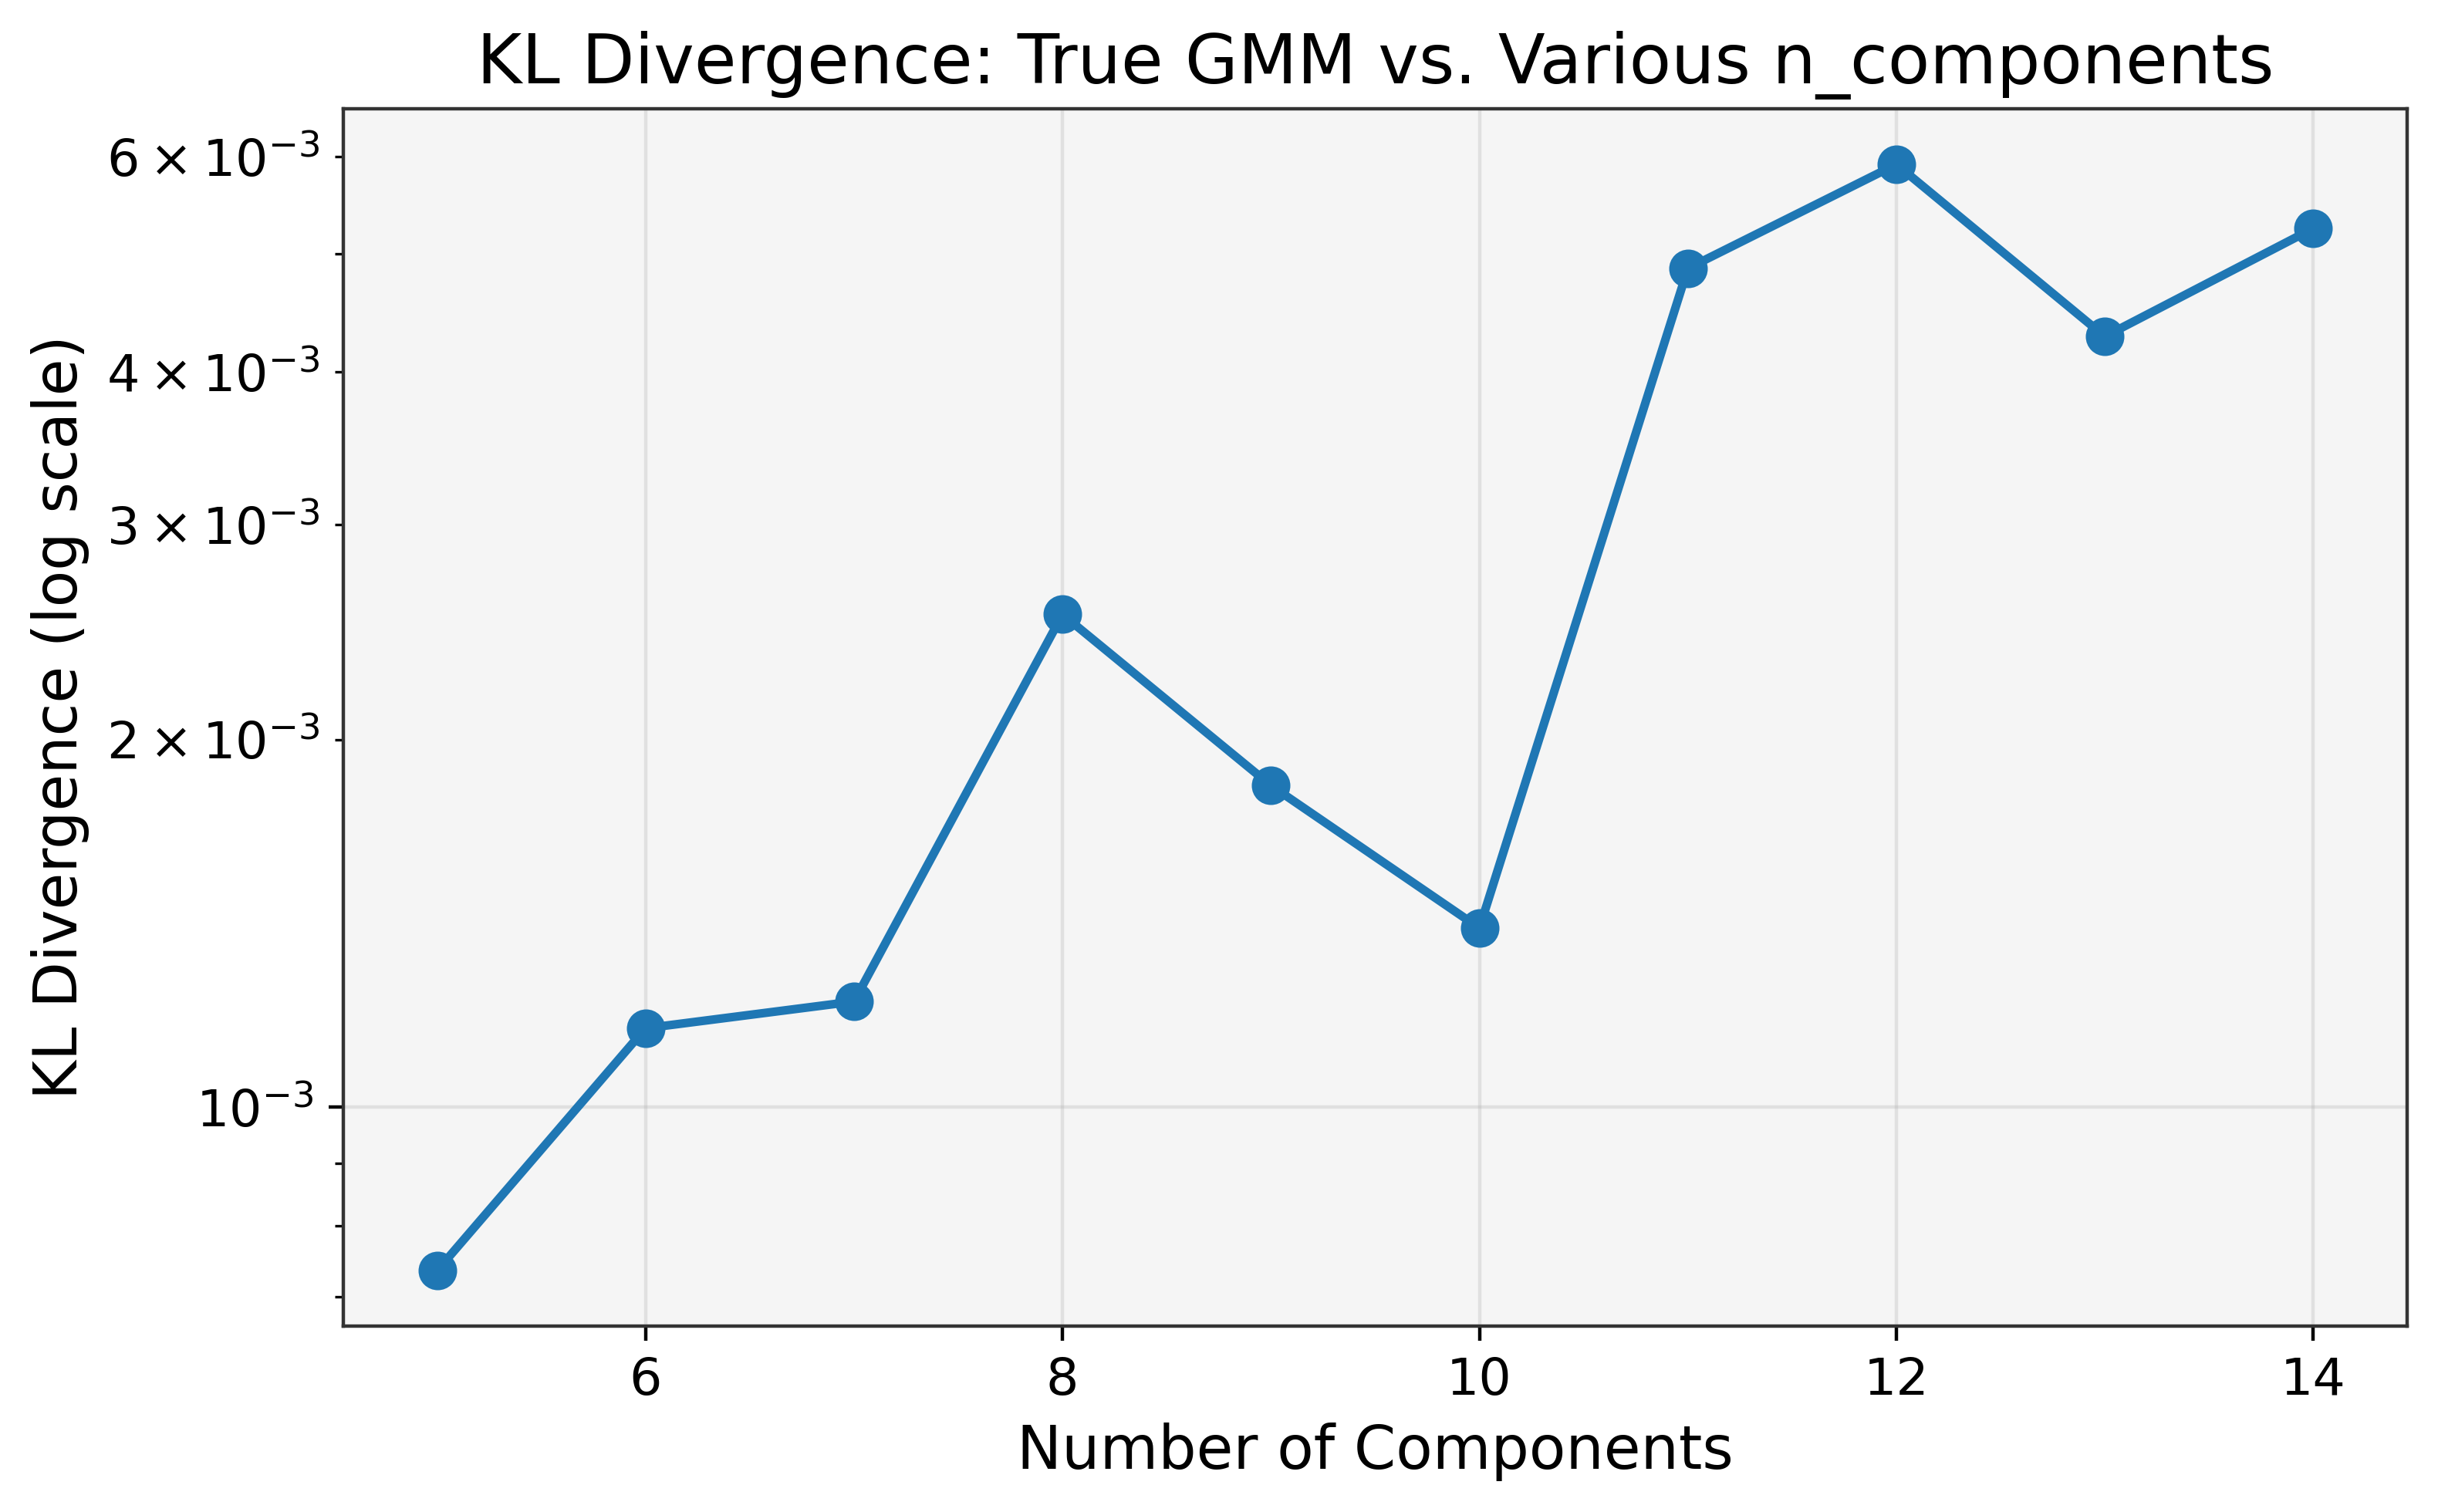 KL Divergence: True GMM vs. Various n_components
KL Divergence (log scale)
6 × 10⁻³
4 × 10⁻³
3 × 10⁻³
2 × 10⁻³
10⁻³
6 8 10 12 14
Number of Components